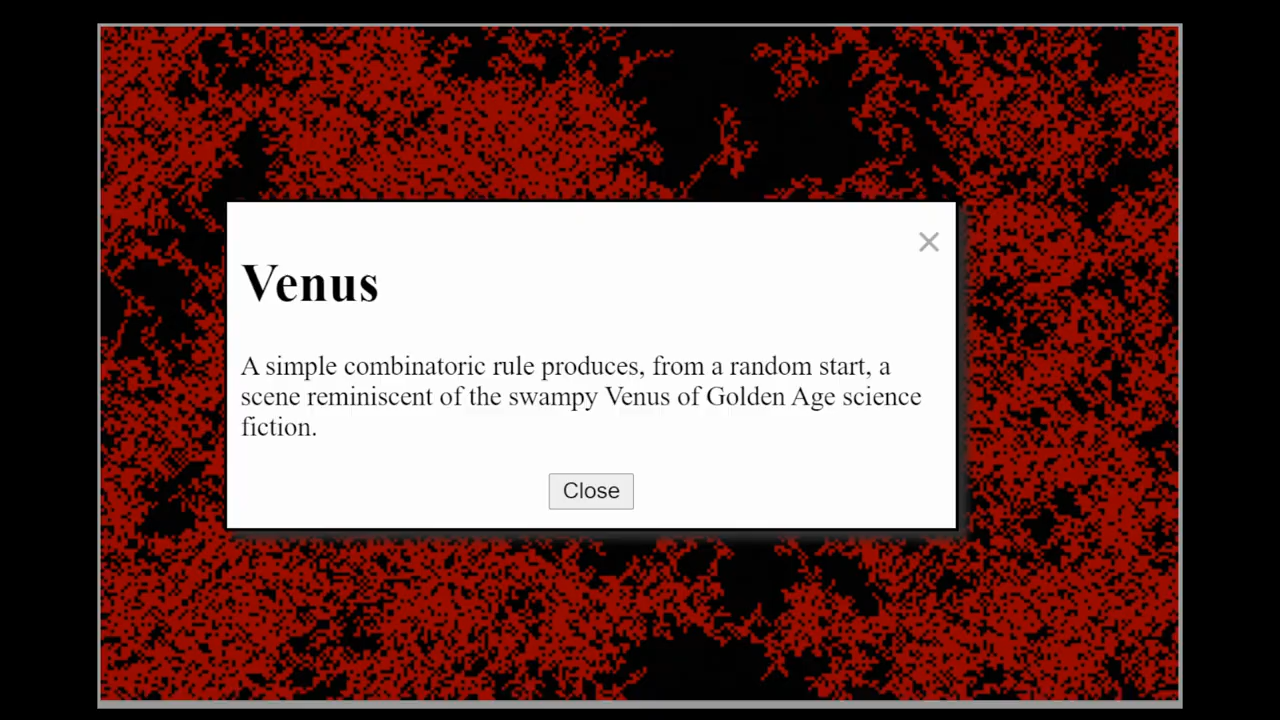 Venus
A simple combinatoric rule produces, from a random start, a
scene reminiscent of the swampy Venus of Golden Age science
fiction.
Close